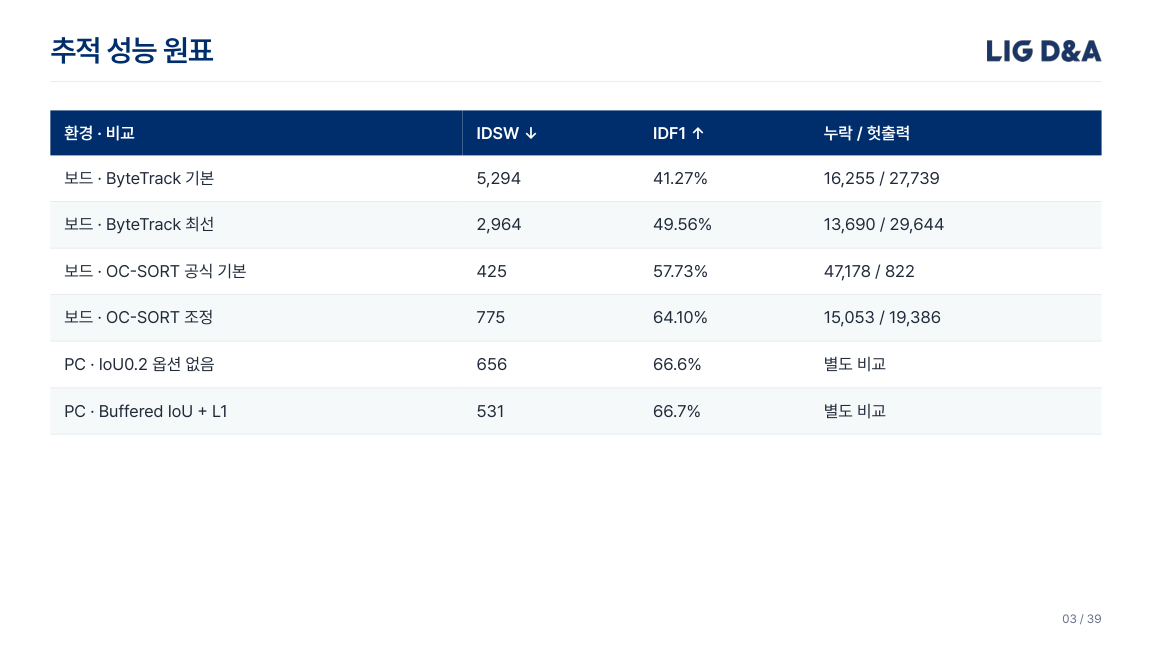 추적 성능 원표
LIG D&A
환경 · 비교 IDSW ↓ IDF1 ↑ 누락 / 헛출력
보드 · ByteTrack 기본 5,294 41.27% 16,255 / 27,739
보드 · ByteTrack 최선 2,964 49.56% 13,690 / 29,644
보드 · OC-SORT 공식 기본 425 57.73% 47,178 / 822
보드 · OC-SORT 조정 775 64.10% 15,053 / 19,386
PC · IoU0.2 옵션 없음 656 66.6% 별도 비교
PC · Buffered IoU + L1 531 66.7% 별도 비교
03 / 39